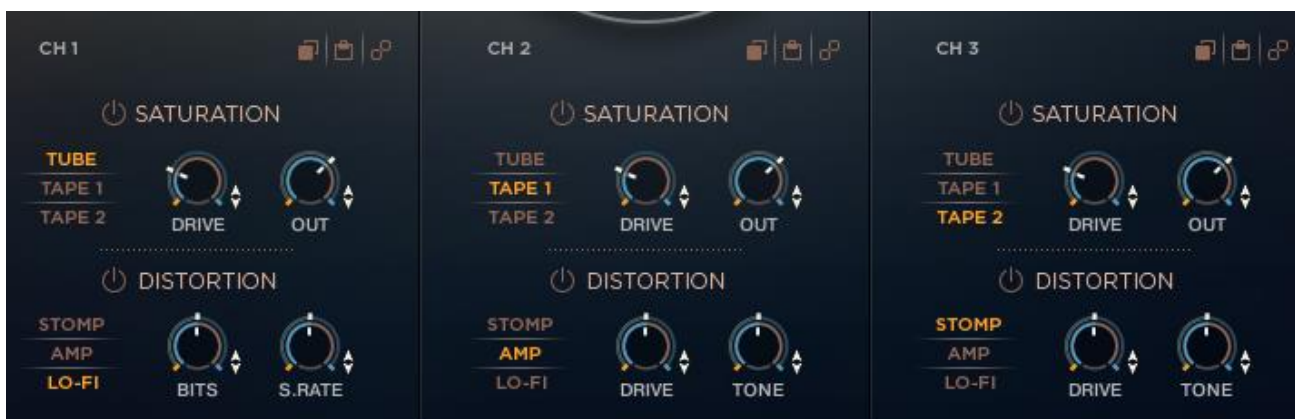 CH 1
SATURATION
TUBE
TAPE 1
TAPE 2
DRIVE OUT
DISTORTION
STOMP
AMP
LO-FI
BITS S.RATE
CH 2
SATURATION
TUBE
TAPE 1
TAPE 2
DRIVE OUT
DISTORTION
STOMP
AMP
LO-FI
DRIVE TONE
CH 3
SATURATION
TUBE
TAPE 1
TAPE 2
DRIVE OUT
DISTORTION
STOMP
AMP
LO-FI
DRIVE TONE